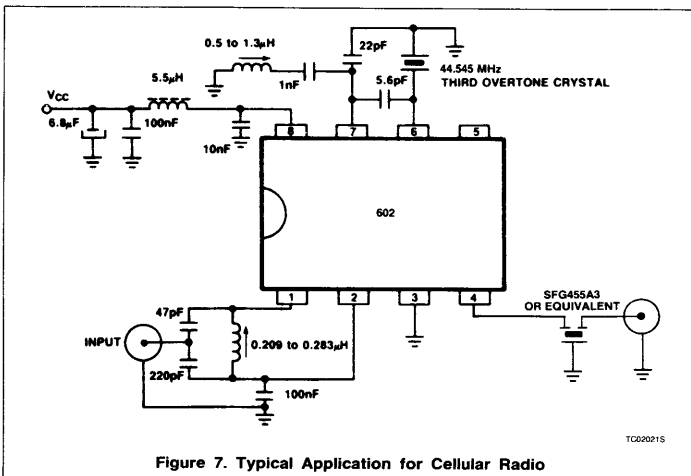 0.5 to 1.3μH
22pF
1nF
5.6pF
44.545 MHz
THIRD OVERTONE CRYSTAL
5.5μH
VCC
6.8μF
100nF
10nF
8
7
6
5
602
1
2
3
4
47pF
INPUT
0.209 to 0.283μH
220pF
100nF
SFG455A3
OR EQUIVALENT
TC02021S
Figure 7. Typical Application for Cellular Radio